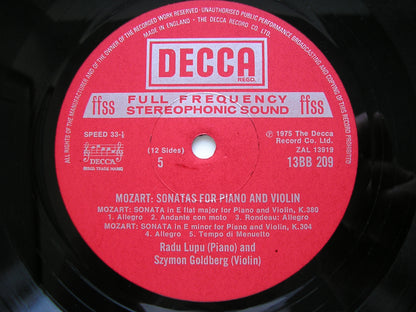 ALL RIGHTS OF THE MANUFACTURER AND OF THE OWNER OF THE RECORDED WORK RESERVED · UNAUTHORISED PUBLIC PERFORMANCE BROADCASTING AND COPYING OF THIS RECORD PROHIBITED
MADE IN ENGLAND · THE DECCA RECORD CO. LTD.
DECCA
REGD.
ffss FULL FREQUENCY ffss
STEREOPHONIC SOUND
SPEED 33⅓
DECCA
(12 Sides)
5
℗ 1975 The Decca
Record Co. Ltd.
ZAL 13919
13BB 209
MOZART: SONATAS FOR PIANO AND VIOLIN
MOZART: SONATA in E flat major for Piano and Violin, K.380
1. Allegro 2. Andante con moto 3. Rondeau: Allegro
MOZART: SONATA in E minor for Piano and Violin, K.304
4. Allegro 5. Tempo di Menuetto
Radu Lupu (Piano) and
Szymon Goldberg (Violin)